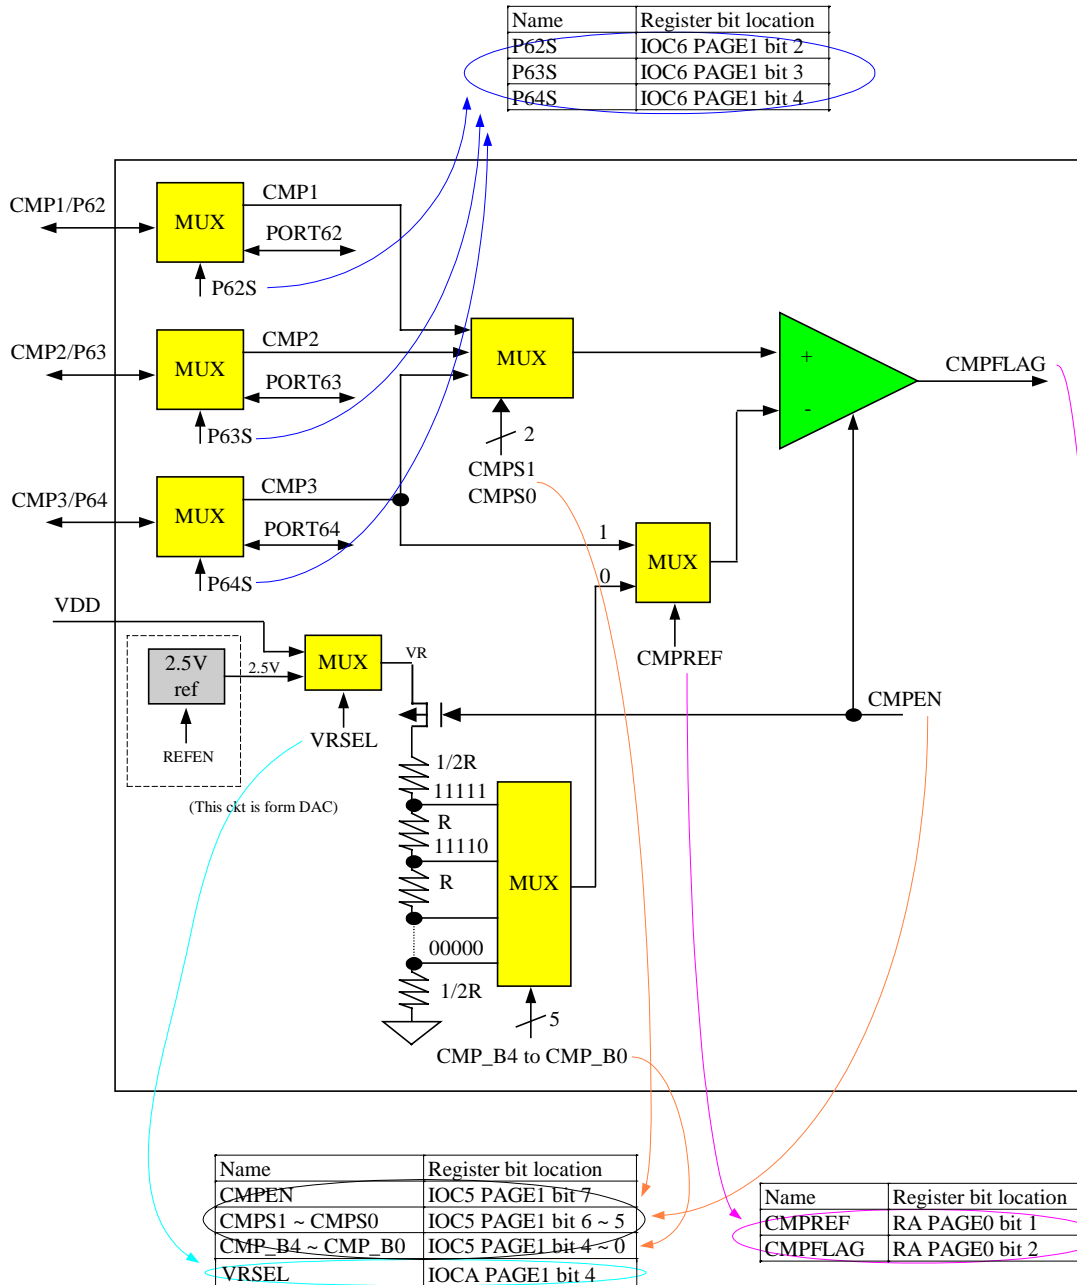 Name Register bit location
P62S IOC6 PAGE1 bit 2
P63S IOC6 PAGE1 bit 3
P64S IOC6 PAGE1 bit 4
CMP1/P62
MUX
CMP1
PORT62
P62S
CMP2/P63
MUX
CMP2
PORT63
P63S
MUX
2
CMPS1
CMPS0
+
-
CMPFLAG
CMP3/P64
MUX
CMP3
PORT64
P64S
1
0
MUX
CMPREF
VDD
2.5V
ref
2.5V
REFEN
MUX
VR
VRSEL
CMPEN
(This ckt is form DAC)
1/2R
11111
R
11110
R
00000
1/2R
MUX
5
CMP_B4 to CMP_B0
Name Register bit location
CMPEN IOC5 PAGE1 bit 7
CMPS1 ~ CMPS0 IOC5 PAGE1 bit 6 ~ 5
CMP_B4 ~ CMP_B0 IOC5 PAGE1 bit 4 ~ 0
VRSEL IOCA PAGE1 bit 4
Name Register bit location
CMPREF RA PAGE0 bit 1
CMPFLAG RA PAGE0 bit 2